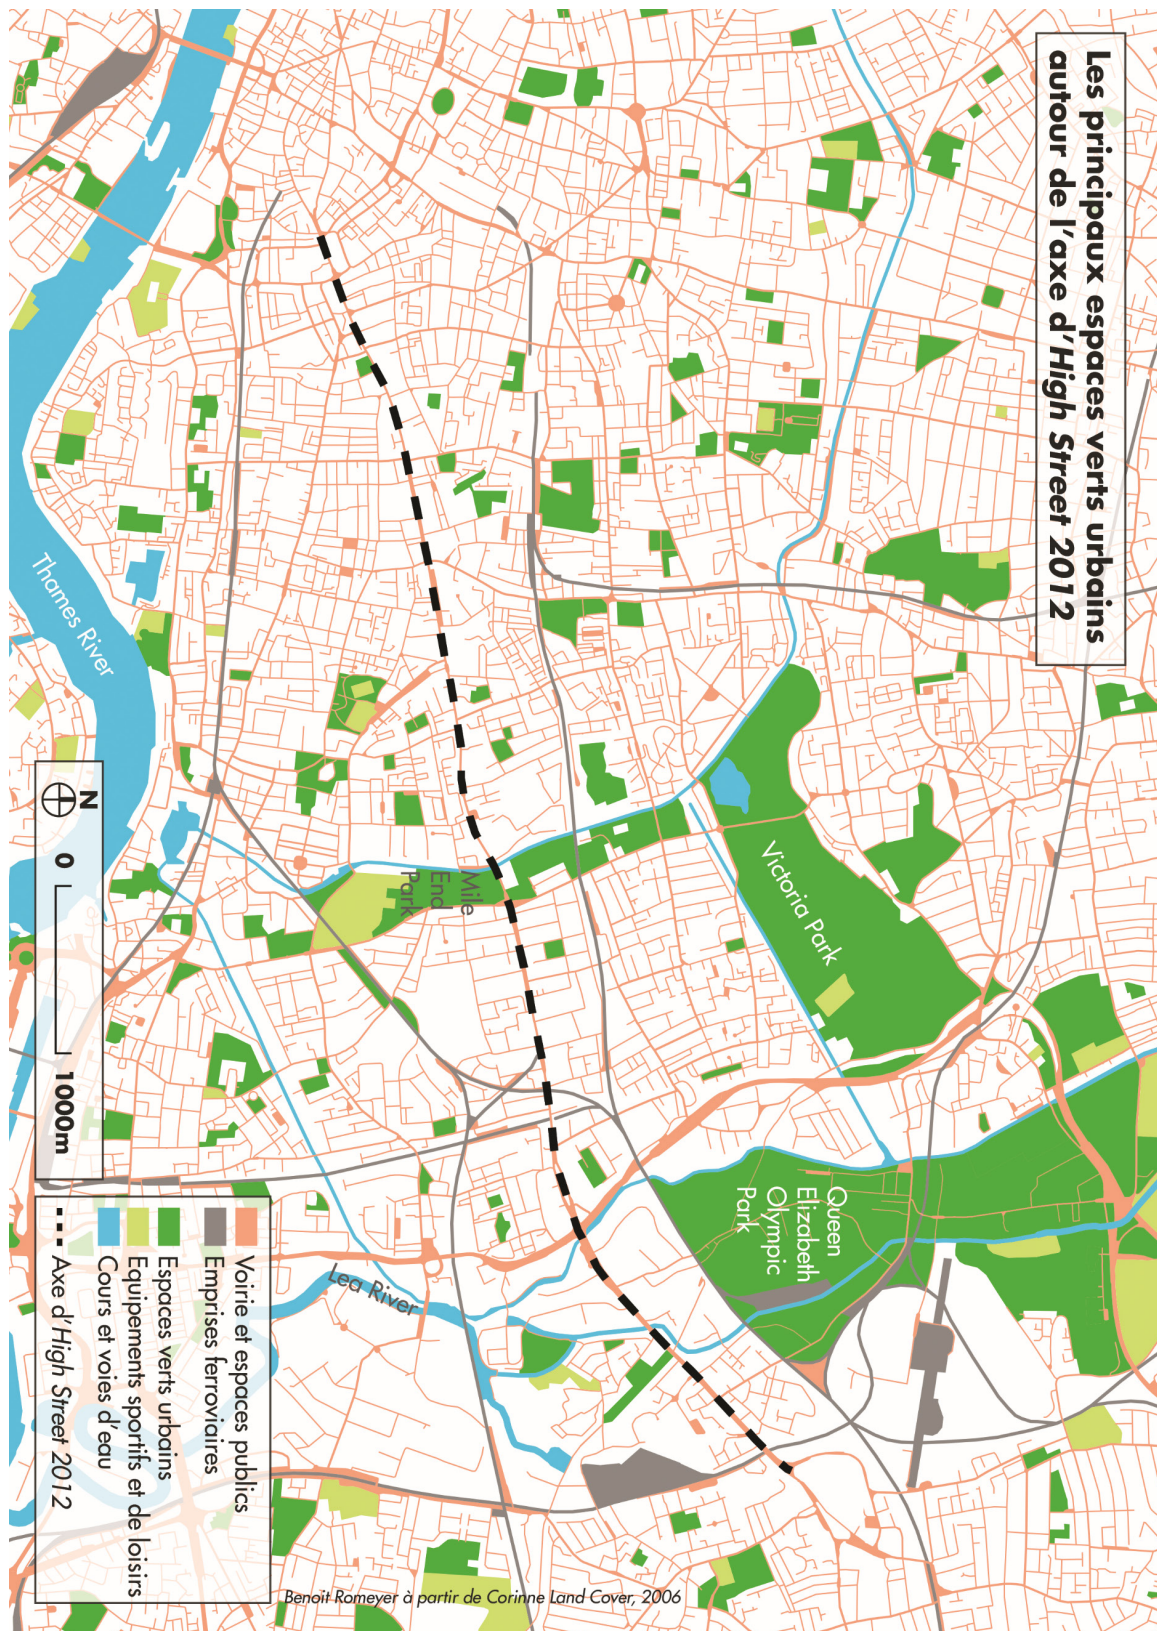 Les principaux espaces verts urbains
autour de l'axe d'High Street 2012
Thames River
Victoria Park
Mile
End
Park
Queen
Elizabeth
Olympic
Park
Lea River
N
0
1000m
Voirie et espaces publics
Emprises ferroviaires
Espaces verts urbains
Equipements sportifs et de loisirs
Cours et voies d'eau
Axe d'High Street 2012
Benoît Romeyer à partir de Corinne Land Cover, 2006